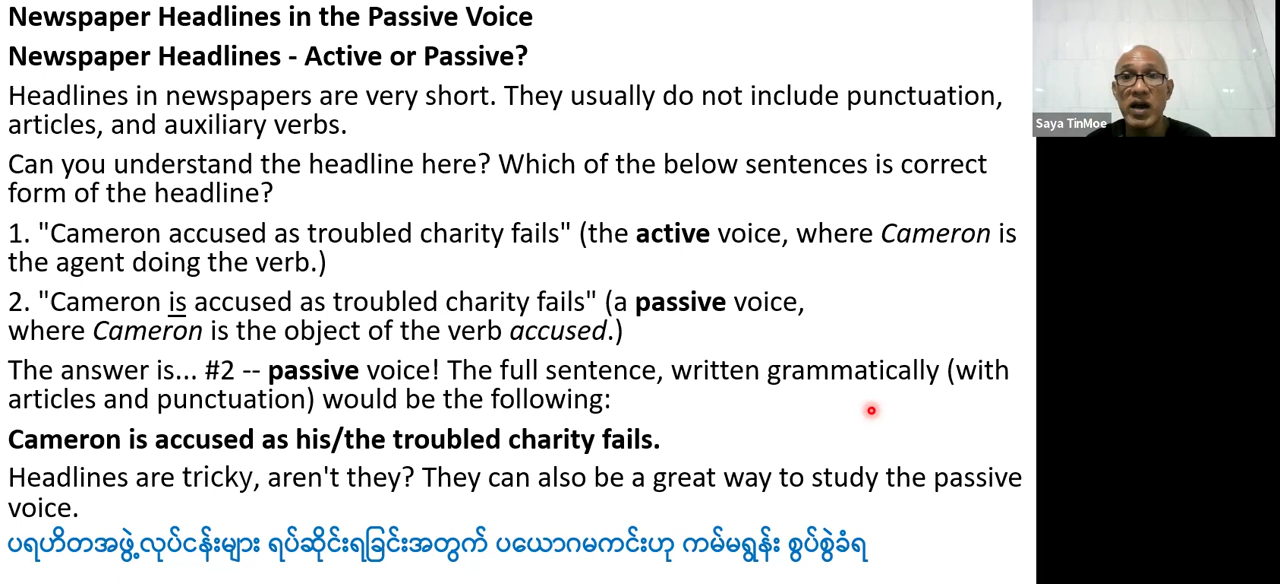 Newspaper Headlines in the Passive Voice
Newspaper Headlines - Active or Passive?
Headlines in newspapers are very short. They usually do not include punctuation,
articles, and auxiliary verbs.
Can you understand the headline here? Which of the below sentences is correct
form of the headline?
1. "Cameron accused as troubled charity fails" (the active voice, where Cameron is
the agent doing the verb.)
2. "Cameron is accused as troubled charity fails" (a passive voice,
where Cameron is the object of the verb accused.)
The answer is... #2 -- passive voice! The full sentence, written grammatically (with
articles and punctuation) would be the following:
Cameron is accused as his/the troubled charity fails.
Headlines are tricky, aren't they? They can also be a great way to study the passive
voice.
ပရဟိတအဖွဲ့လုပ်ငန်းများ ရပ်ဆိုင်းရခြင်းအတွက် ပယောဂမကင်းဟု ကမ်မရွန်း စွပ်စွဲခံရ
Saya TinMoe